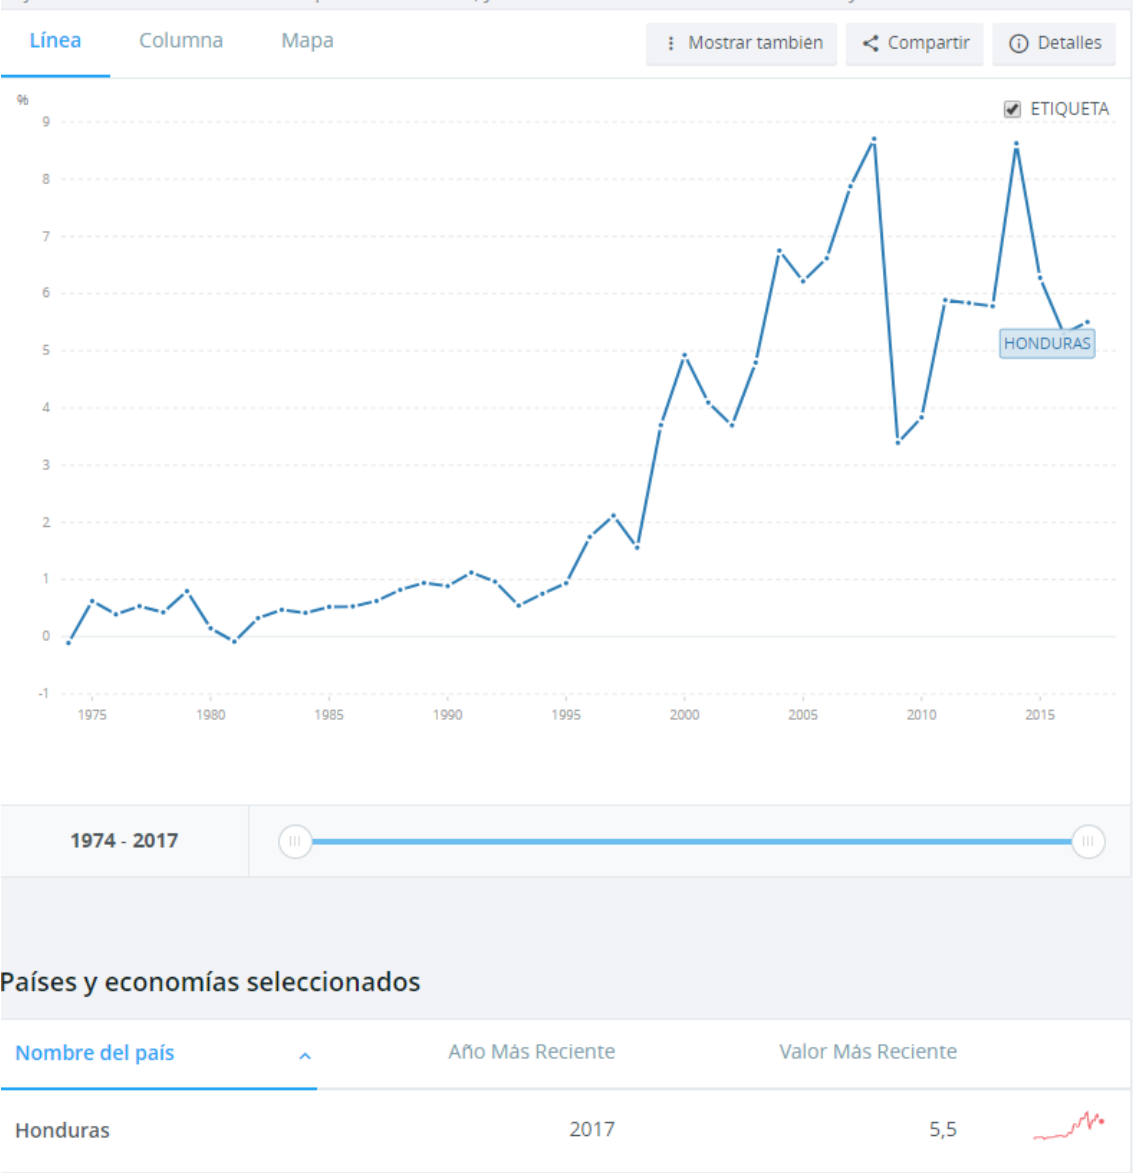 Línea Columna Mapa Mostrar también Compartir Detalles
%
ETIQUETA
9
8
7
6
5
HONDURAS
4
3
2
1
0
-1
1975 1980 1985 1990 1995 2000 2005 2010 2015
1974 - 2017
Países y economías seleccionados
Nombre del país Año Más Reciente Valor Más Reciente
Honduras 2017 5,5